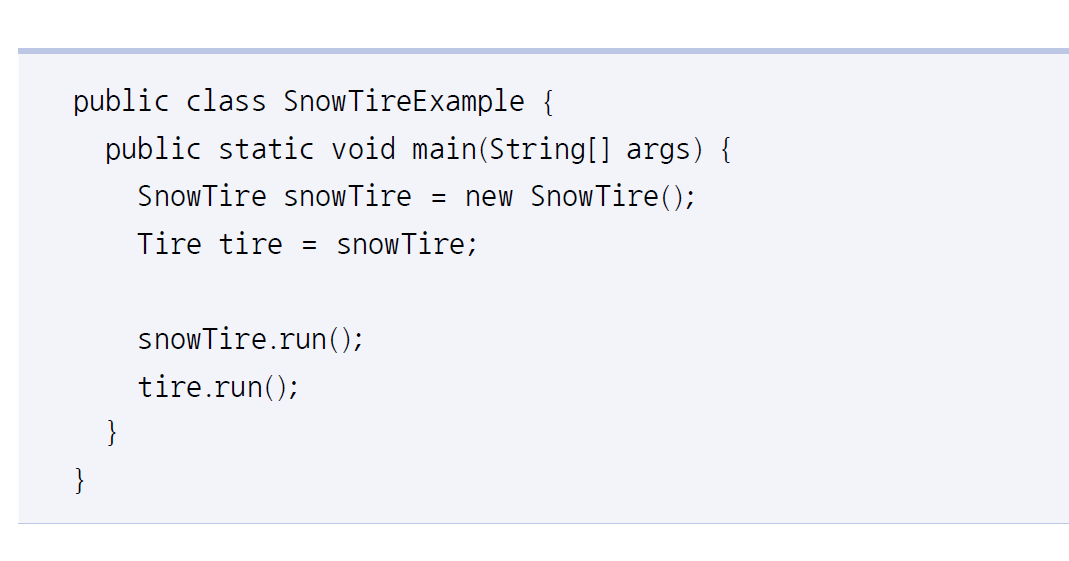 public class SnowTireExample {
  public static void main(String[] args) {
    SnowTire snowTire = new SnowTire();
    Tire tire = snowTire;

    snowTire.run();
    tire.run();
  }
}